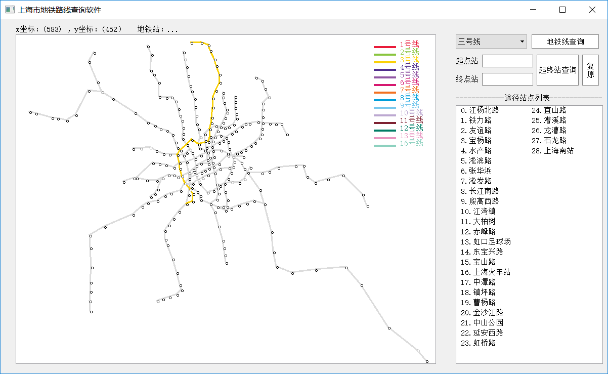 上海市地铁路线查询软件
x坐标:(580) , y坐标:(452) 地铁站:...
三号线
地铁线查询
起点站
终点站
起终站查询
复原
途径站点列表
1号线
2号线
3号线
4号线
5号线
6号线
7号线
8号线
9号线
10号线
11号线
12号线
13号线
16号线
0.江杨北路
1.铁力路
2.友谊路
3.宝杨路
4.水产路
5.淞滨路
6.张华浜
7.淞发路
8.长江南路
9.殷高西路
10.江湾镇
11.大柏树
12.赤峰路
13.虹口足球场
14.东宝兴路
15.宝山路
16.上海火车站
17.中潭路
18.镇坪路
19.曹杨路
20.金沙江路
21.中山公园
22.延安西路
23.虹桥路
24.宜山路
25.漕溪路
26.龙漕路
27.石龙路
28.上海南站